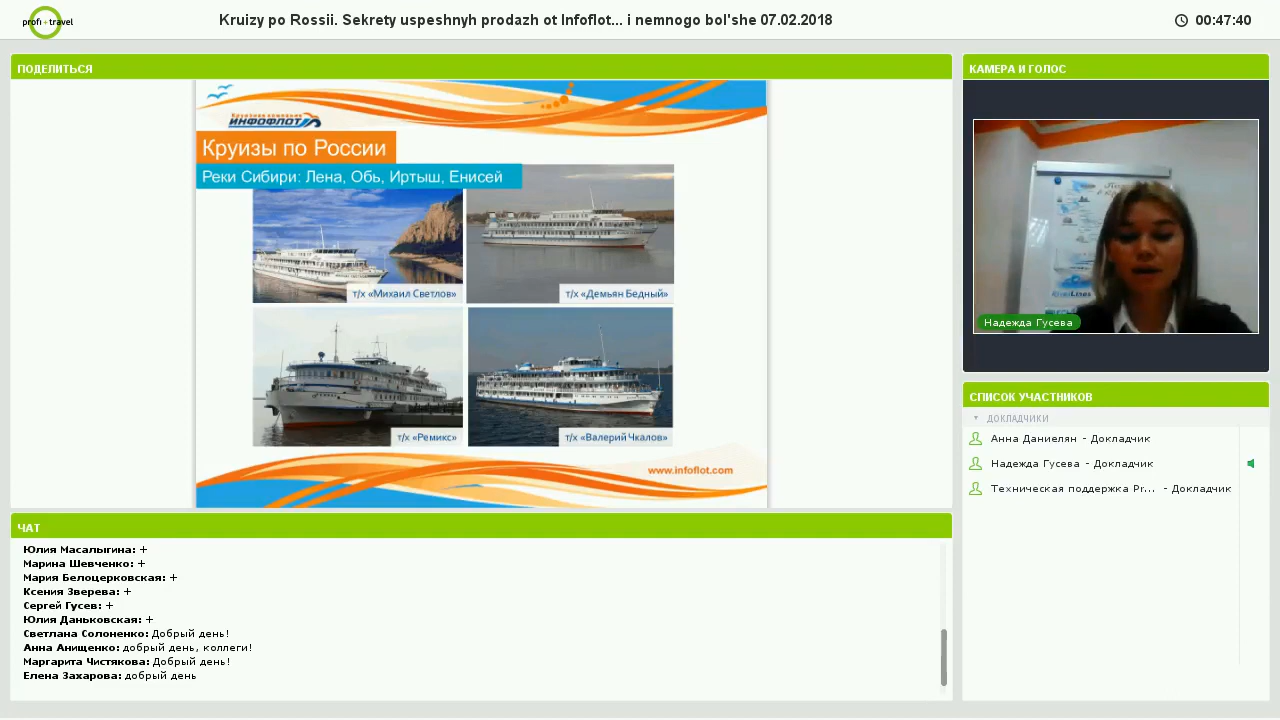 profi + travel
Kruizy po Rossii. Sekrety uspeshnyh prodazh ot Infoflot... i nemnogo bol'she 07.02.2018
00:47:40
ПОДЕЛИТЬСЯ
Круизная компания
ИНФОФЛОТ
Круизы по России
Реки Сибири: Лена, Обь, Иртыш, Енисей
т/х «Михаил Светлов»
т/х «Демьян Бедный»
т/х «Ремикс»
т/х «Валерий Чкалов»
www.infoflot.com
КАМЕРА И ГОЛОС
Надежда Гусева
СПИСОК УЧАСТНИКОВ
ДОКЛАДЧИКИ
Анна Даниелян - Докладчик
Надежда Гусева - Докладчик
Техническая поддержка Pr... - Докладчик
ЧАТ
Юлия Масалыгина: +
Марина Шевченко: +
Мария Белоцерковская: +
Ксения Зверева: +
Сергей Гусев: +
Юлия Даньковская: +
Светлана Солоненко: Добрый день!
Анна Анищенко: добрый день, коллеги!
Маргарита Чистякова: Добрый день!
Елена Захарова: добрый день